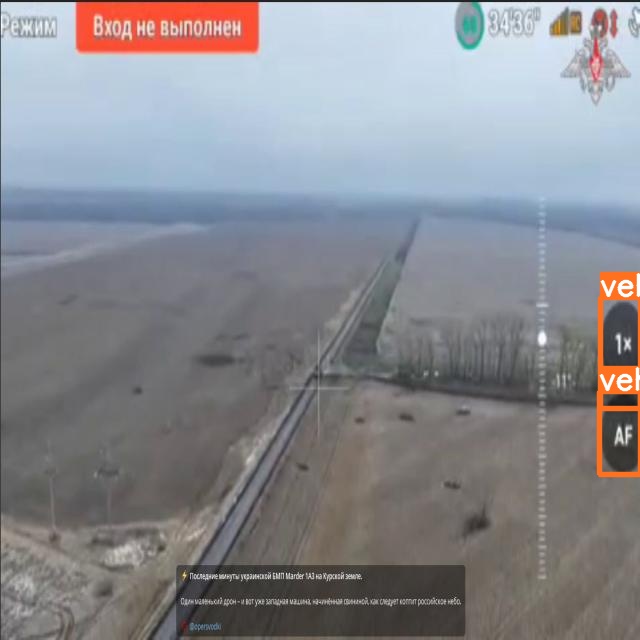 Режим
Вход не выполнен
34'36"
veh
1×
veh
AF
⚡ Последние минуты украинской БМП Marder 1A3 на Курской земле.
Один маленький дрон – и вот уже западная машина, начинённая свининой, как следует коптит российское небо.
@opersvodki